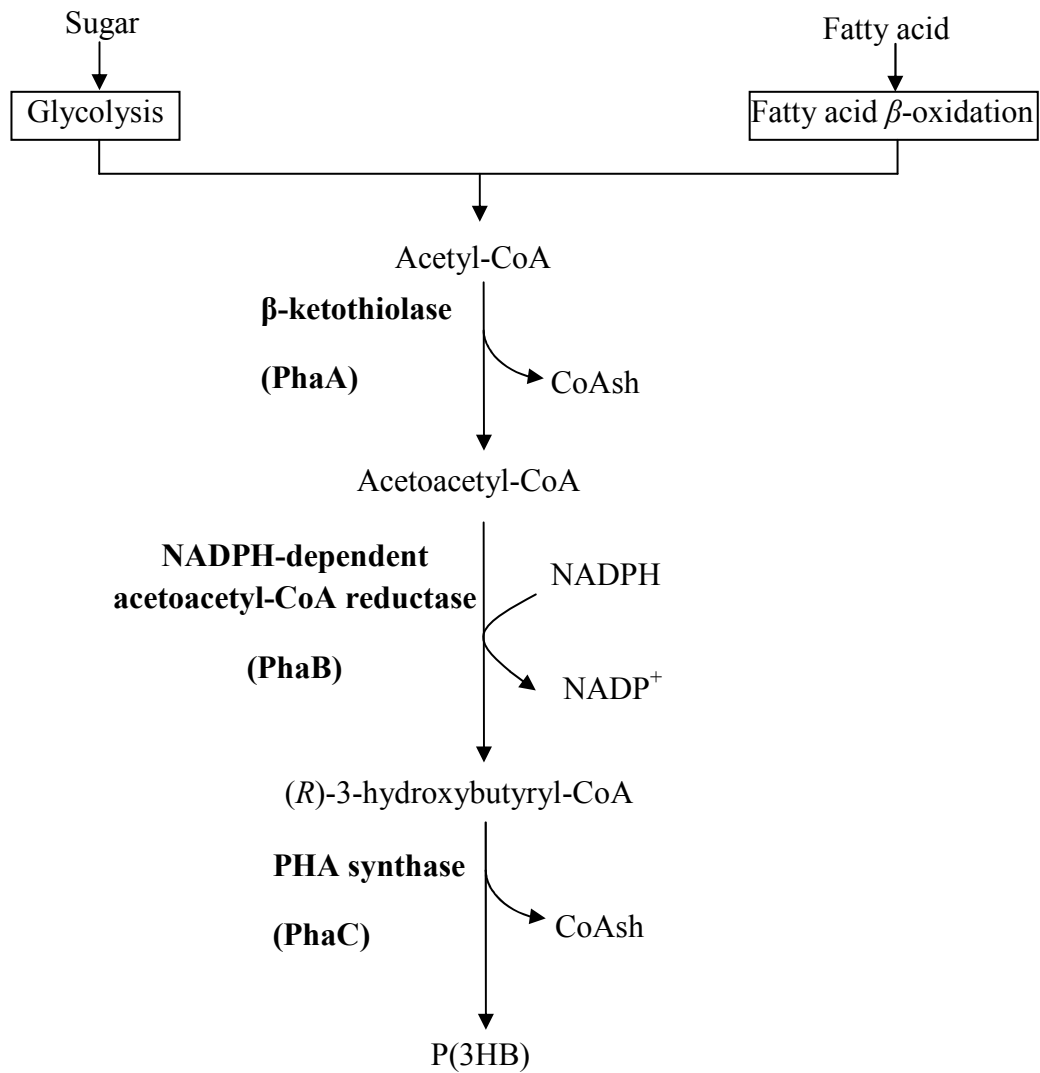 Sugar
Fatty acid
Glycolysis
Fatty acid β-oxidation
Acetyl-CoA
β-ketothiolase
(PhaA)
CoAsh
Acetoacetyl-CoA
NADPH-dependent
acetoacetyl-CoA reductase
NADPH
(PhaB)
NADP⁺
(R)-3-hydroxybutyryl-CoA
PHA synthase
(PhaC)
CoAsh
P(3HB)